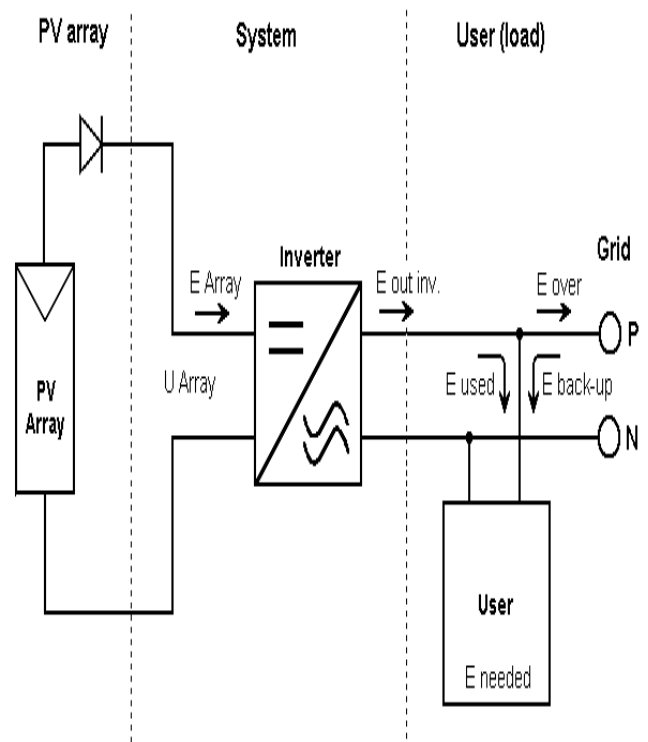 PV array
System
User (load)
Inverter
Grid
E Array
E out inv.
E over
P
U Array
E used
E back-up
PV
Array
N
User
E needed